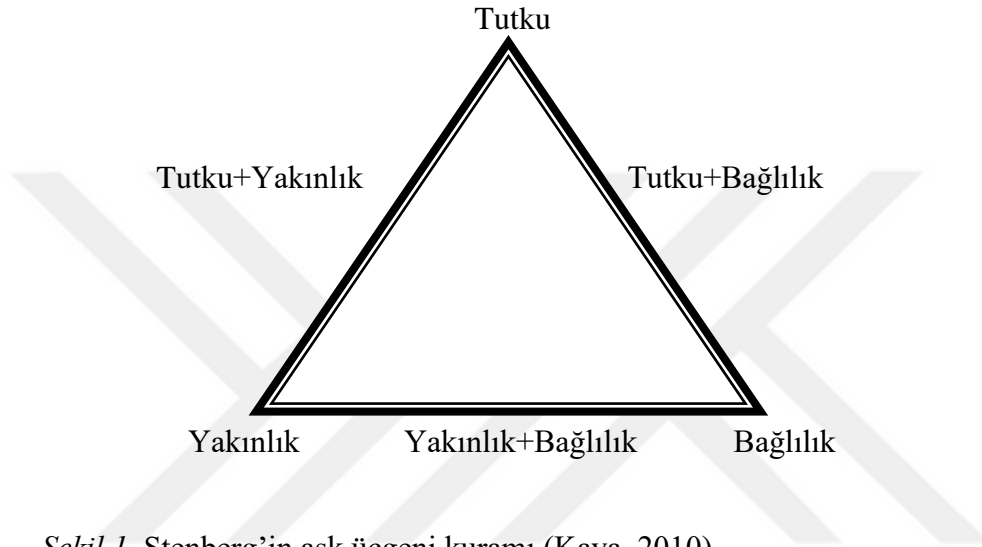 Tutku
Tutku+Yakınlık Tutku+Bağlılık
Yakınlık Yakınlık+Bağlılık Bağlılık
Şekil 1. Stenberg’in aşk üçgeni kuramı (Kaya, 2010)